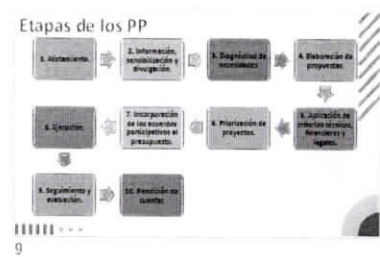 Etapas de los PP
1. Alistamiento.
2. Información,
sensibilización y
divulgación.
3. Diagnóstico de
necesidades.
4. Elaboración de
propuestas.
5. Aplicación de
criterios técnicos,
financieros y
legales.
6. Priorización de
proyectos.
7. Incorporación
de los acuerdos
participativos al
presupuesto.
8. Ejecución.
9. Seguimiento y
evaluación.
10. Rendición de
cuentas
9